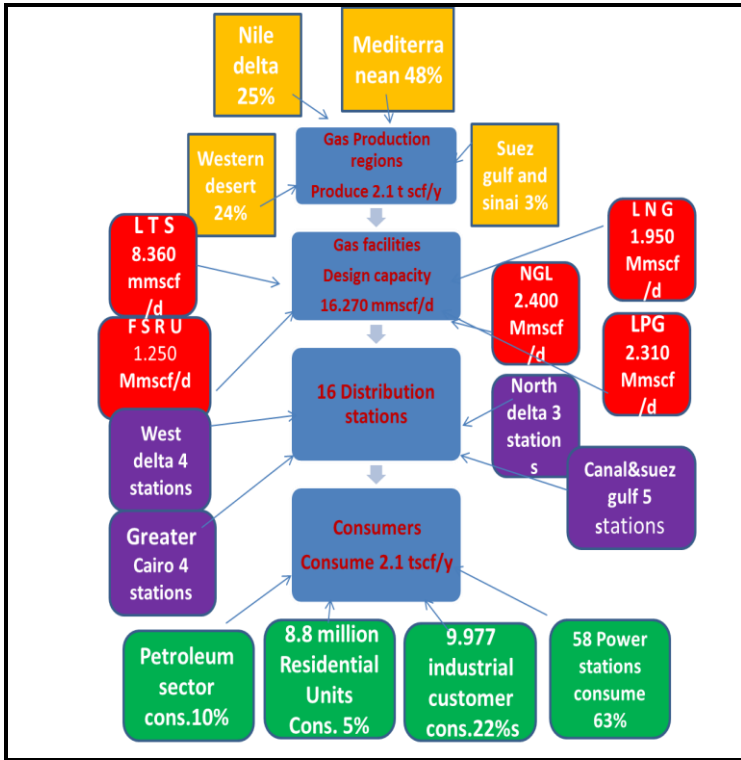 Nile
delta
25%
Mediterra
nean 48%
Gas Production
regions
Produce 2.1 t scf/y
Western
desert
24%
Suez
gulf and
sinai 3%
L T S
8.360
mmscf
/d
Gas facilities
Design capacity
16.270 mmscf/d
L N G
1.950
Mmscf
/d
NGL
2.400
Mmscf
/d
F S R U
1.250
Mmscf/d
LPG
2.310
Mmscf
/d
16 Distribution
stations
North
delta 3
station
s
West
delta 4
stations
Canal&suez
gulf 5
stations
Greater
Cairo 4
stations
Consumers
Consume 2.1 tscf/y
Petroleum
sector
cons.10%
8.8 million
Residential
Units
Cons. 5%
9.977
industrial
customer
cons.22%s
58 Power
stations
consume
63%